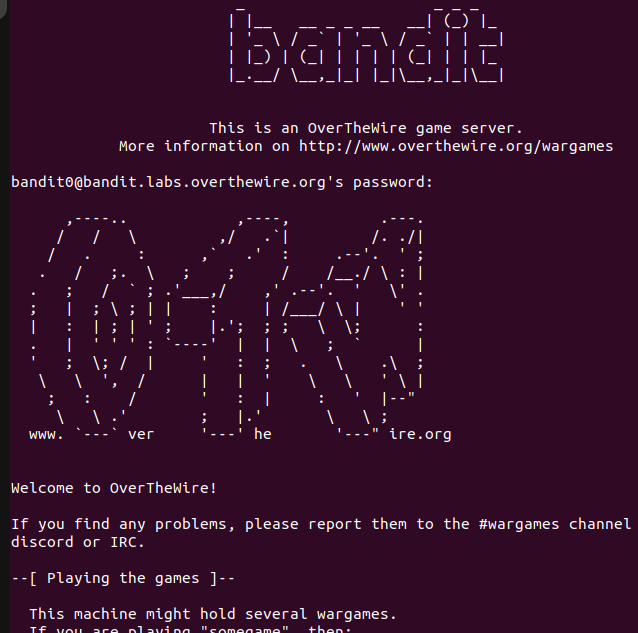 bandit
This is an OverTheWire game server.
More information on http://www.overthewire.org/wargames
bandit0@bandit.labs.overthewire.org's password:
www. ver he ire.org
Welcome to OverTheWire!
If you find any problems, please report them to the #wargames channel
discord or IRC.
--[ Playing the games ]--
This machine might hold several wargames.
If you are playing "somegame", then: